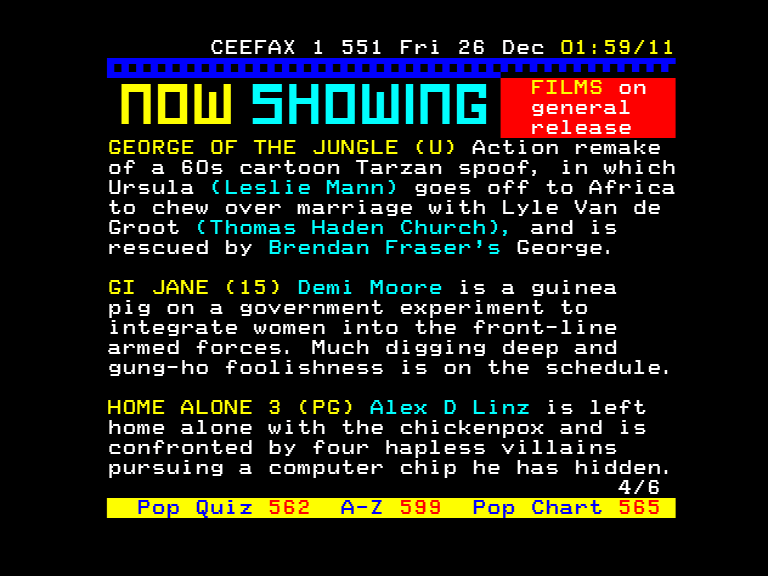 CEEFAX 1 551 Fri 26 Dec 01:59/11
NOW SHOWING
FILMS on
general
release
GEORGE OF THE JUNGLE (U) Action remake
of a 60s cartoon Tarzan spoof, in which
Ursula (Leslie Mann) goes off to Africa
to chew over marriage with Lyle Van de
Groot (Thomas Haden Church), and is
rescued by Brendan Fraser's George.
GI JANE (15) Demi Moore is a guinea
pig on a government experiment to
integrate women into the front-line
armed forces. Much digging deep and
gung-ho foolishness is on the schedule.
HOME ALONE 3 (PG) Alex D Linz is left
home alone with the chickenpox and is
confronted by four hapless villains
pursuing a computer chip he has hidden.
4/6
Pop Quiz 562 A-Z 599 Pop Chart 565